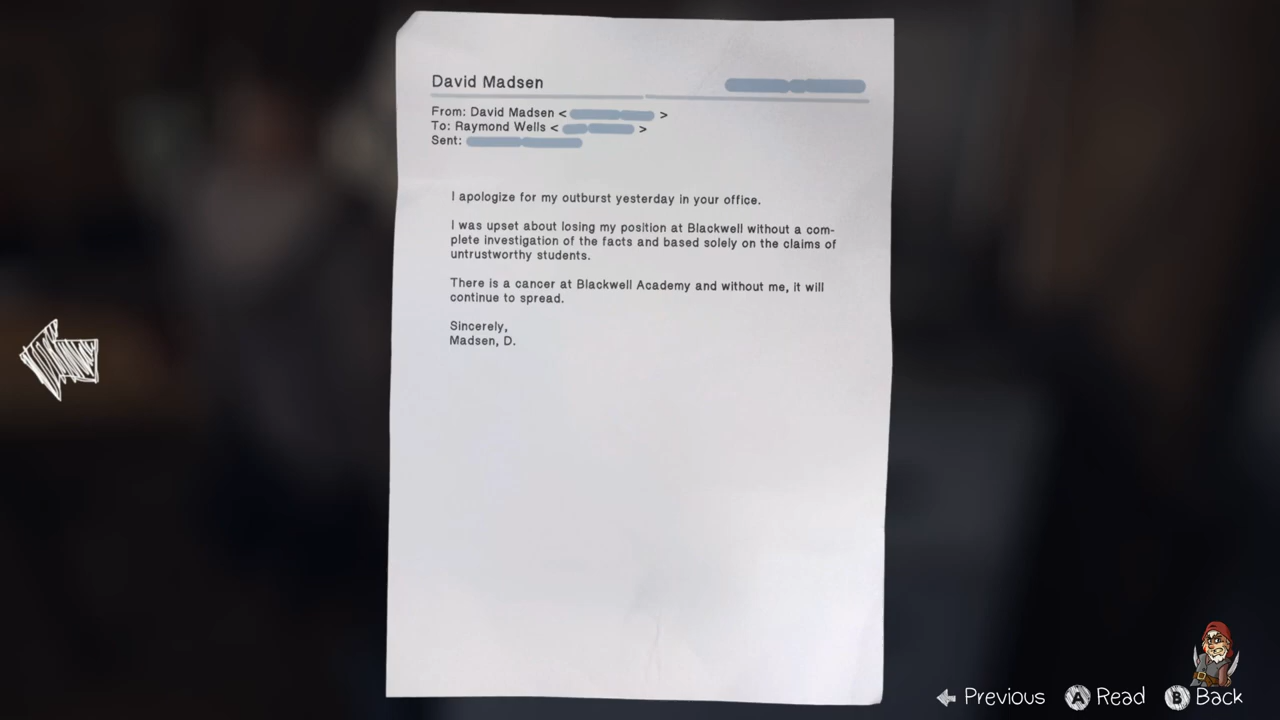 David Madsen
From: David Madsen < >
To: Raymond Wells < >
Sent:
I apologize for my outburst yesterday in your office.
I was upset about losing my position at Blackwell without a com-
plete investigation of the facts and based solely on the claims of
untrustworthy students.
There is a cancer at Blackwell Academy and without me, it will
continue to spread.
Sincerely,
Madsen, D.
Previous A Read B Back